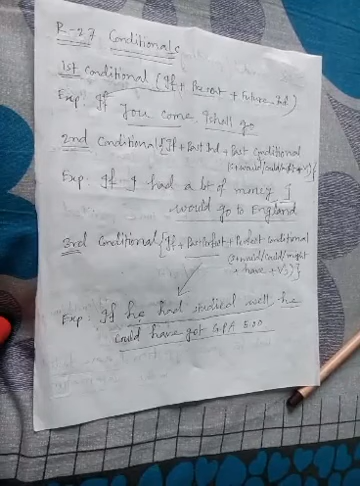 R-27 Conditionals
1st Conditional {If + Present + Future Ind)
Exp: If you come, I shall go
2nd Conditional {If + Past Ind + Past Conditional
(S+would/could/might+V1)}
Exp: If I had a lot of money I
would go to England
3rd Conditional {If + Past Perfect + Perfect Conditional
(S+would/could/might
+ have + V3)}
Exp: If he had studied well he
could have got GPA 5.00